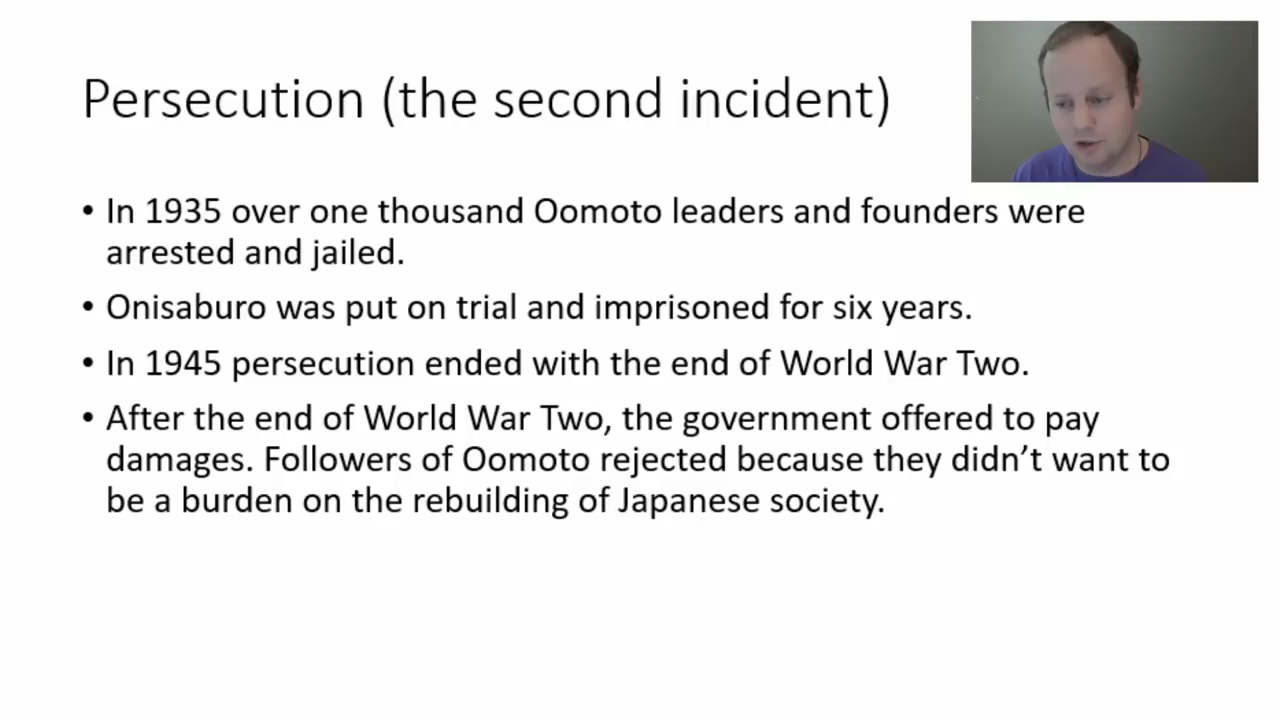 Persecution (the second incident)
• In 1935 over one thousand Oomoto leaders and founders were
arrested and jailed.
• Onisaburo was put on trial and imprisoned for six years.
• In 1945 persecution ended with the end of World War Two.
• After the end of World War Two, the government offered to pay
damages. Followers of Oomoto rejected because they didn’t want to
be a burden on the rebuilding of Japanese society.